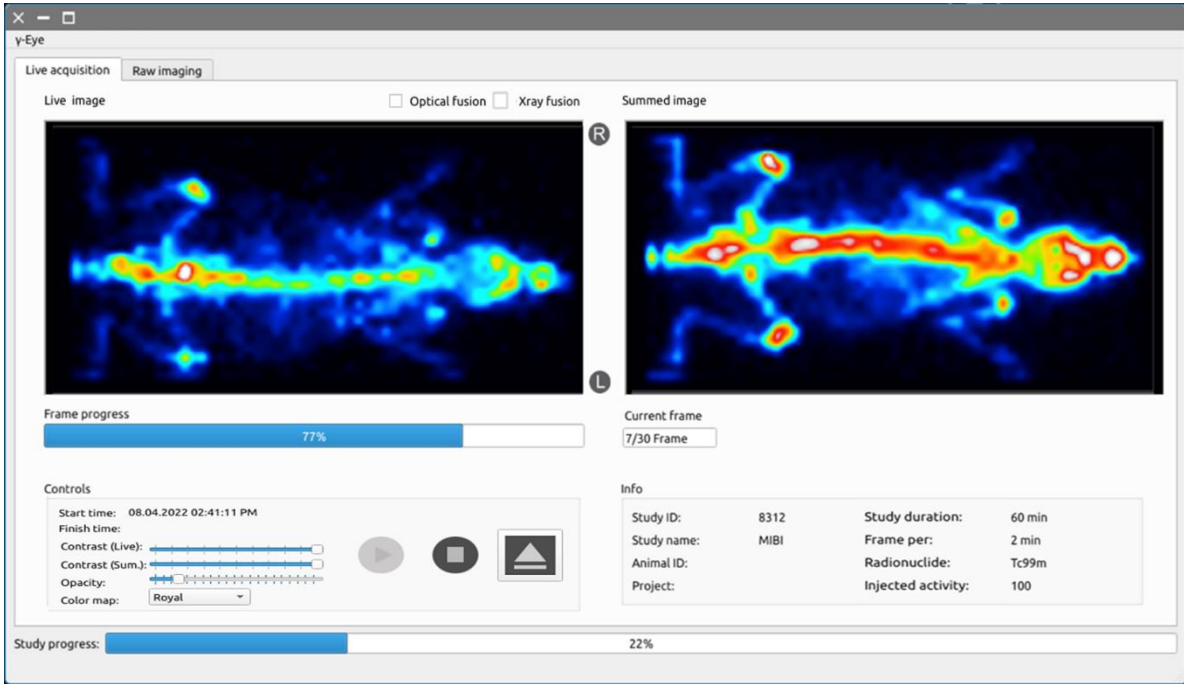 γ-Eye
Live acquisition Raw imaging
Live image Optical fusion Xray fusion Summed image
R
L
Frame progress Current frame
77% 7/30 Frame
Controls Info
Start time: 08.04.2022 02:41:11 PM
Finish time:
Contrast (Live):
Contrast (Sum.):
Opacity:
Color map: Royal
Study ID: 8312 Study duration: 60 min
Study name: MIBI Frame per: 2 min
Animal ID: Radionuclide: Tc99m
Project: Injected activity: 100
Study progress: 22%